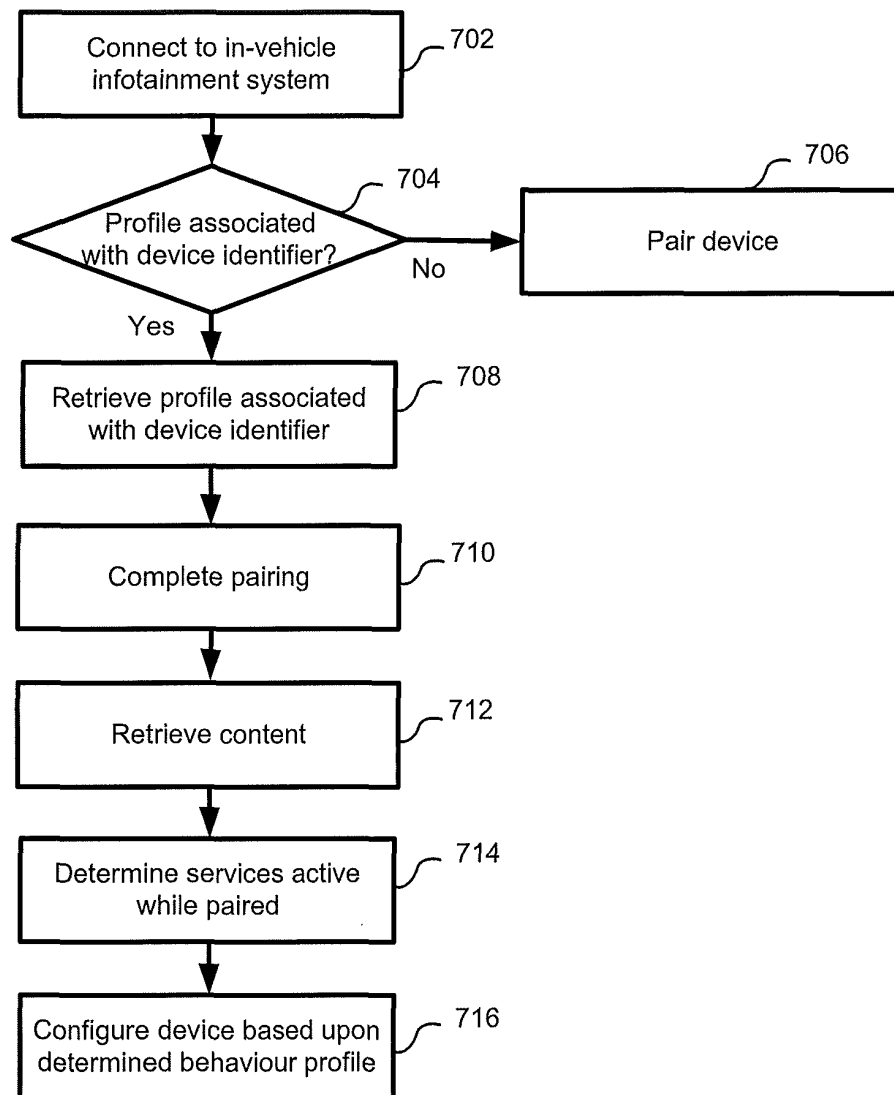 Connect to in-vehicle
infotainment system
702
704
Profile associated
with device identifier?
No
706
Pair device
Yes
708
Retrieve profile associated
with device identifier
710
Complete pairing
712
Retrieve content
714
Determine services active
while paired
716
Configure device based upon
determined behaviour profile